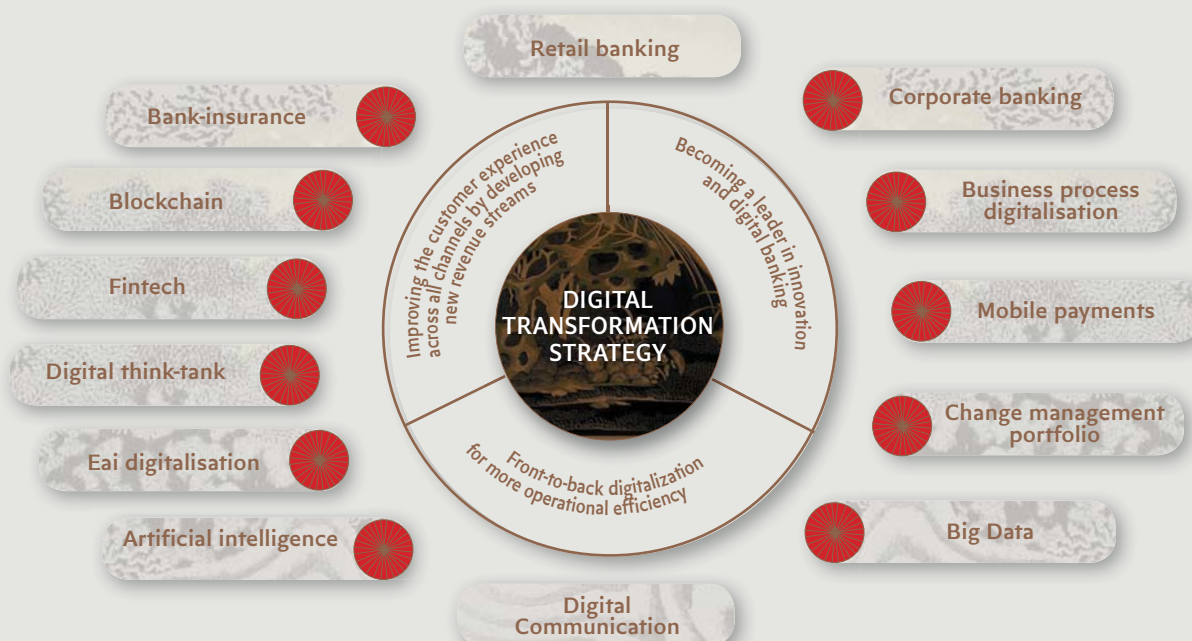 Retail banking
Bank-insurance
Blockchain
Fintech
Digital think-tank
Eai digitalisation
Artificial intelligence
Improving the customer experience
across all channels by developing
new revenue streams
Becoming a leader in innovation
and digital banking
DIGITAL
TRANSFORMATION
STRATEGY
Front-to-back digitalization
for more operational efficiency
Corporate banking
Business process
digitalisation
Mobile payments
Change management
portfolio
Big Data
Digital
Communication